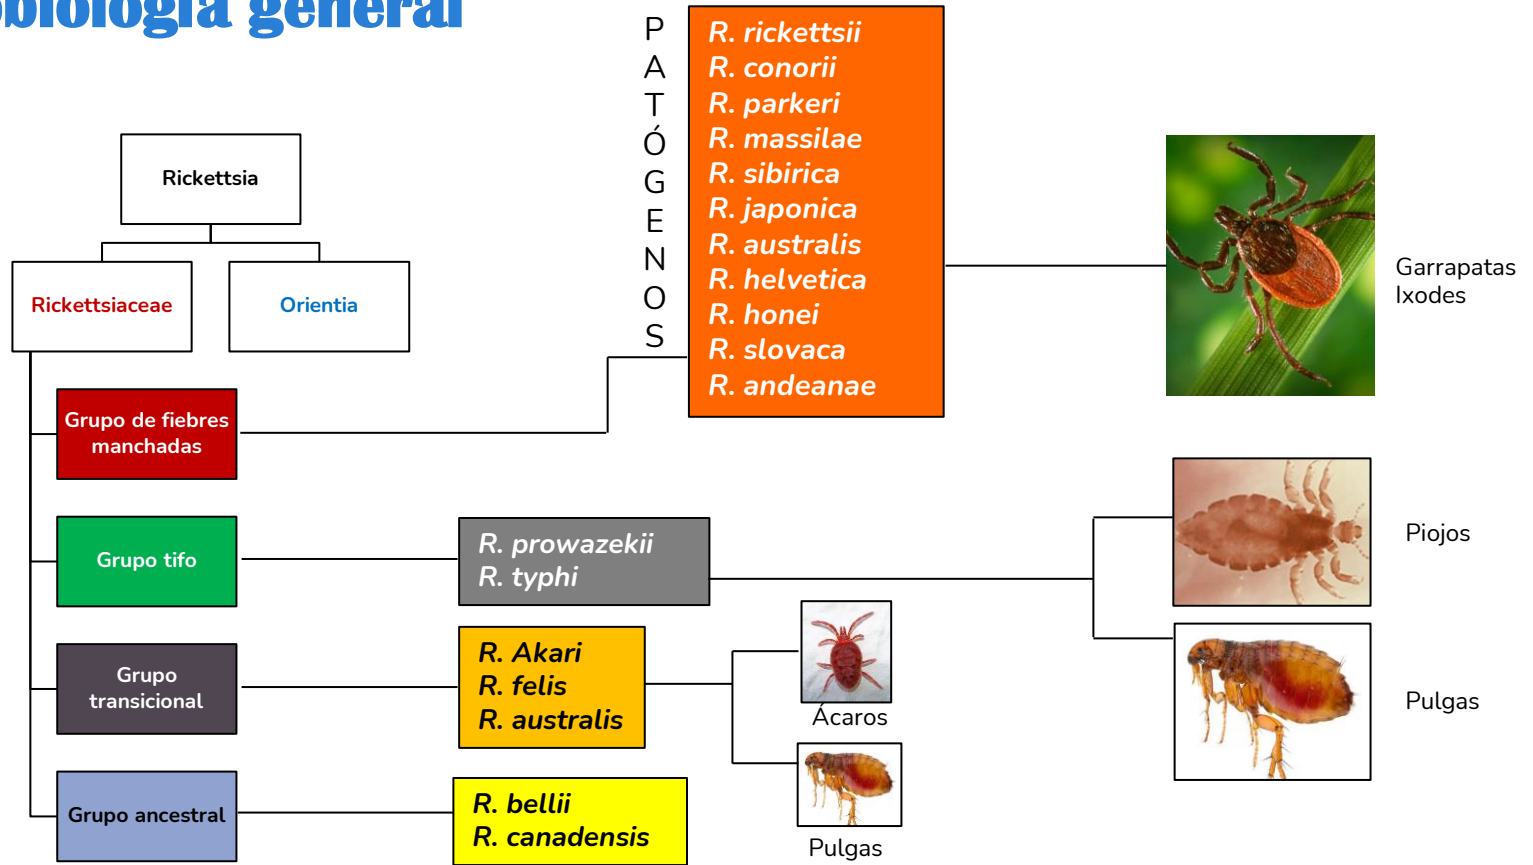 general
P
A
T
Ó
G
E
N
O
S
R. rickettsii
R. conorii
R. parkeri
R. massilae
R. sibirica
R. japonica
R. australis
R. helvetica
R. honei
R. slovaca
R. andeanae
Garrapatas
Ixodes
Rickettsia
Rickettsiaceae
Orientia
Grupo de fiebres
manchadas
Grupo tifo
R. prowazekii
R. typhi
Piojos
Pulgas
Grupo
transicional
R. Akari
R. felis
R. australis
Ácaros
Pulgas
Grupo ancestral
R. bellii
R. canadensis